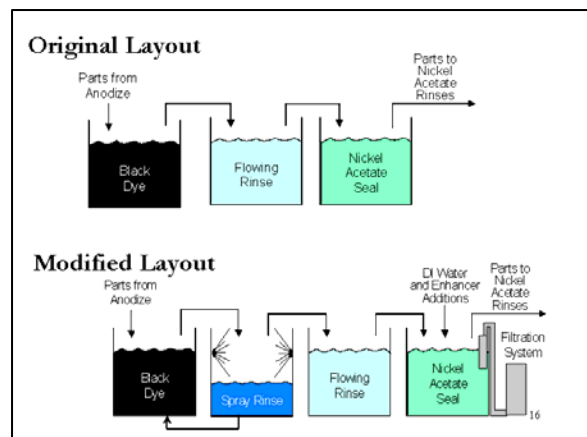 Original Layout
Parts from
Anodize
Parts to
Nickel
Acetate
Rinses
Black
Dye
Flowing
Rinse
Nickel
Acetate
Seal
Modified Layout
Parts from
Anodize
DI Water
and Enhancer
Additions
Parts to
Nickel
Acetate
Rinses
Filtration
System
Black
Dye
Spray Rinse
Flowing
Rinse
Nickel
Acetate
Seal
16